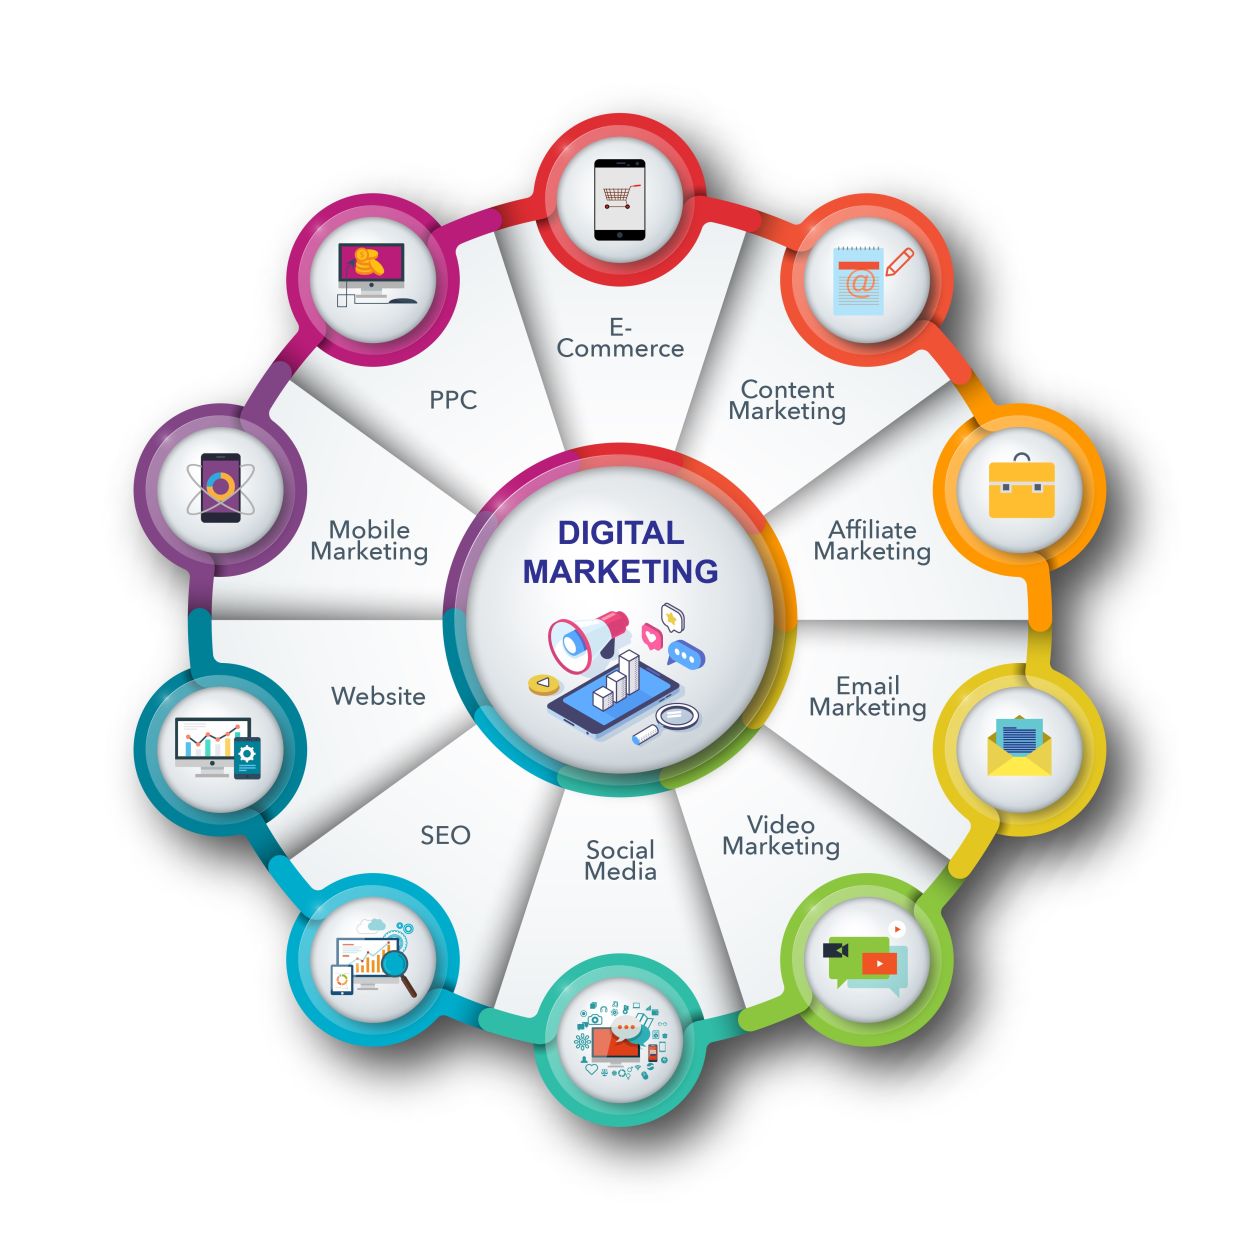 DIGITAL
MARKETING
E-
Commerce
Content
Marketing
Affiliate
Marketing
Email
Marketing
Video
Marketing
Social
Media
SEO
Website
Mobile
Marketing
PPC
@